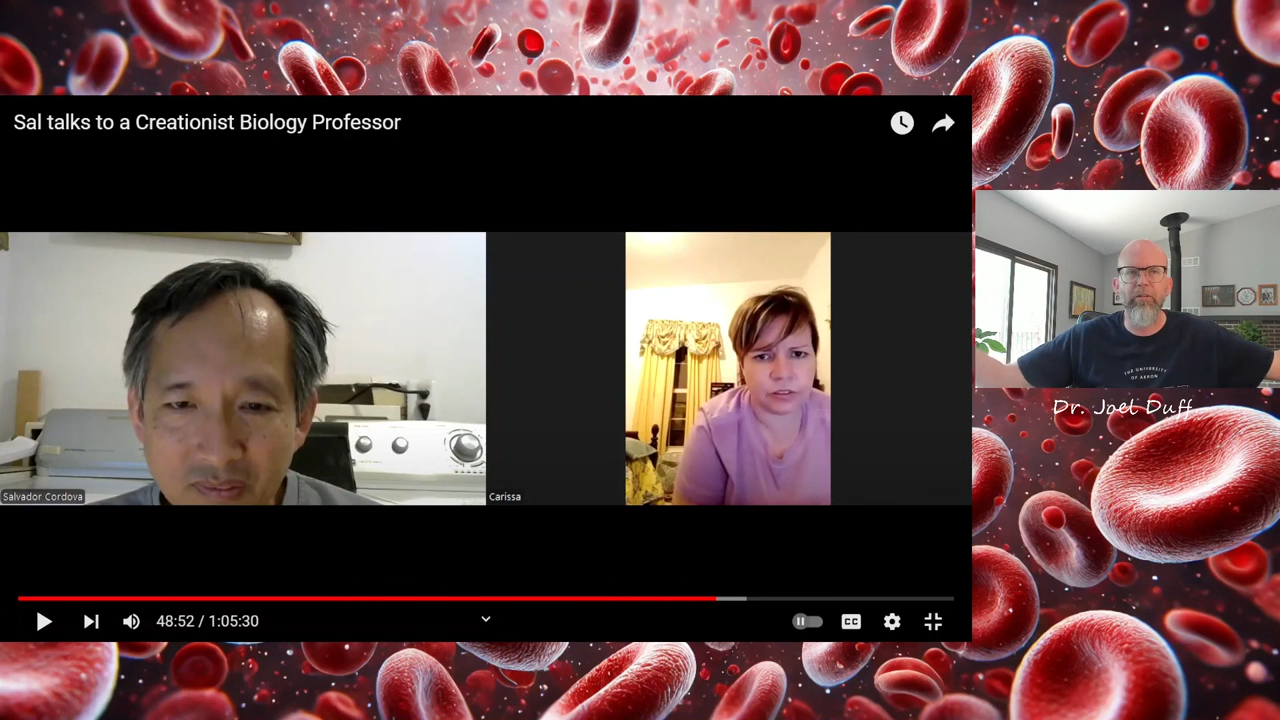 Sal talks to a Creationist Biology Professor
THE UNIVERSITY
OF AKRON
Dr. Joel Duff
Salvador Cordova
Carissa
48:52 / 1:05:30
CC